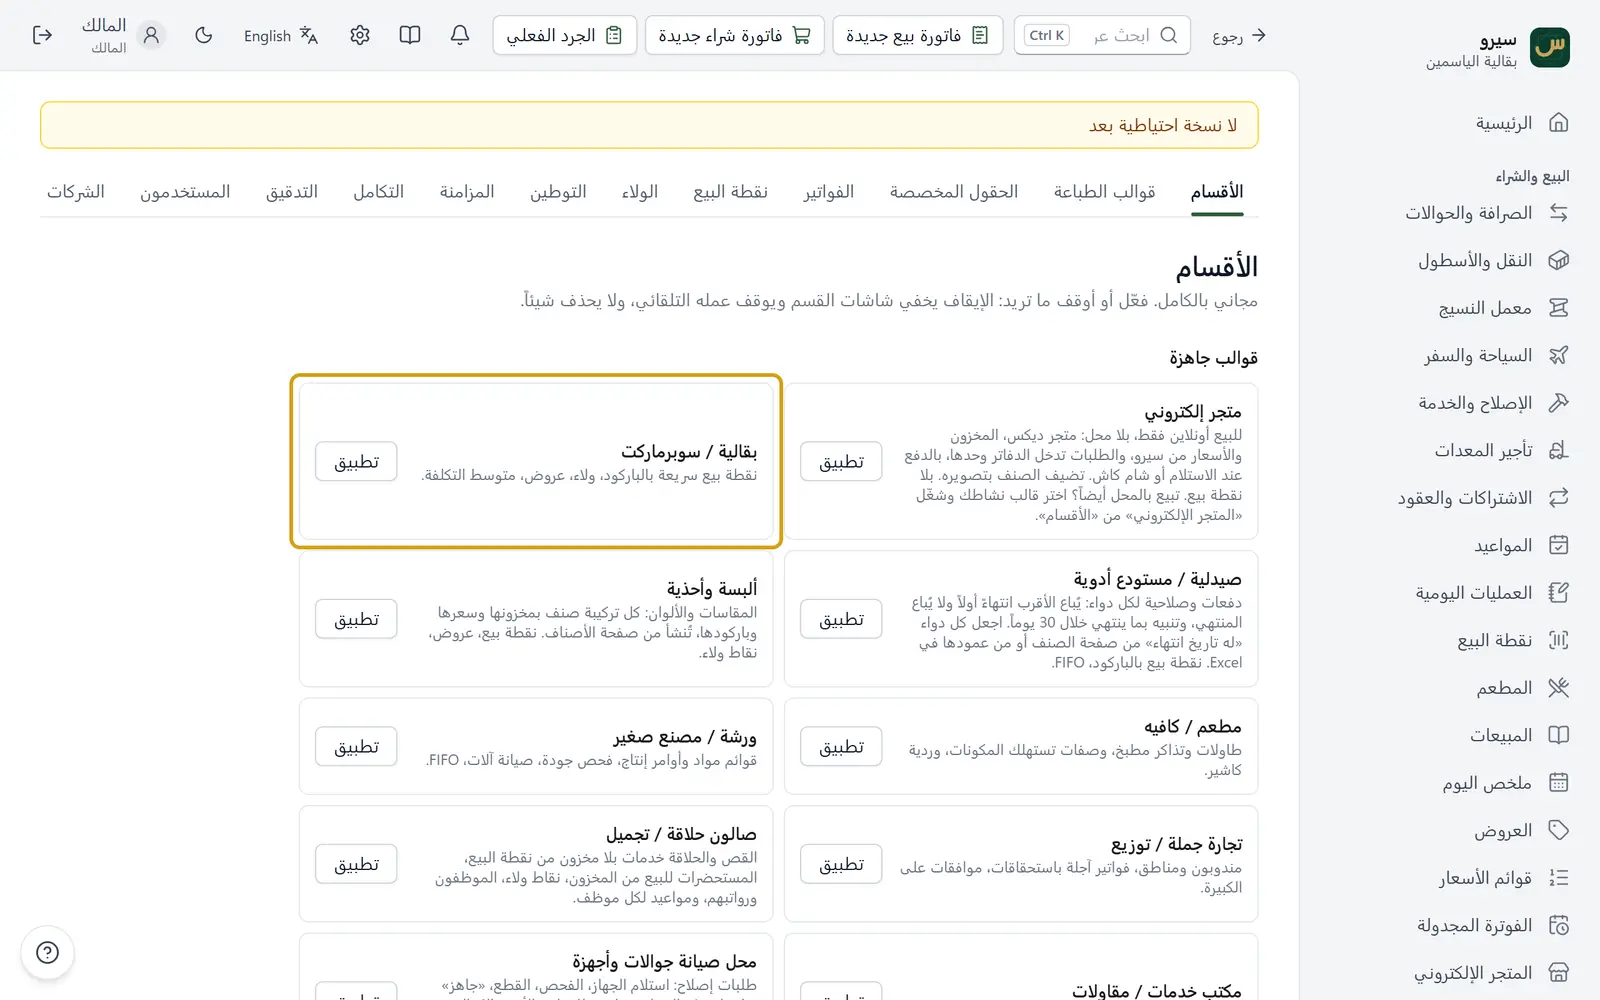 سيرو
بقالية الياسمين
رجوع
Ctrl K
فاتورة بيع جديدة
فاتورة شراء جديدة
الجرد الفعلي
English
المالك
المالك
الرئيسية
البيع والشراء
الصرافة والحوالات
النقل والأسطول
معمل النسيج
السياحة والسفر
الإصلاح والخدمة
تأجير المعدات
الاشتراكات والعقود
المواعيد
العمليات اليومية
نقطة البيع
المطعم
المبيعات
ملخص اليوم
العروض
قوائم الأسعار
الفوترة المجدولة
المتجر الإلكتروني
لا نسخة احتياطية بعد
الأقسام
قوالب الطباعة
الحقول المخصصة
الفواتير
نقطة البيع
الولاء
التوطين
المزامنة
التكامل
التدقيق
المستخدمون
الشركات
الأقسام
مجاني بالكامل. فعّل أو أوقف ما تريد: الإيقاف يخفي شاشات القسم ويوقف عمله التلقائي، ولا يحذف شيئاً.
قوالب جاهزة
متجر إلكتروني
للبيع أونلاين فقط، بلا محل: متجر ديكس، المخزون
والأسعار من سيرو، والطلبات تدخل الدفاتر وحدها، بالدفع
عند الاستلام أو شام كاش. تضيف الصنف بتصويره. بلا
نقطة بيع. تبيع بالمحل أيضاً؟ اختر قالب نشاطك وشغّل
«المتجر الإلكتروني» من «الأقسام».
تطبيق
بقالية / سوبرماركت
نقطة بيع سريعة بالباركود، ولاء، عروض، متوسط التكلفة.
تطبيق
صيدلية / مستودع أدوية
دفعات وصلاحية لكل دواء: يُباع الأقرب انتهاءً أولاً ولا يُباع
المنتهي، وتنبيه بما ينتهي خلال 30 يوماً. اجعل كل دواء
«له تاريخ انتهاء» من صفحة الصنف أو من عمودها في
Excel. نقطة بيع بالباركود، FIFO.
تطبيق
ألبسة وأحذية
المقاسات والألوان: كل تركيبة صنف بمخزونها وسعرها
وباركودها، تُنشأ من صفحة الأصناف. نقطة بيع، عروض،
نقاط ولاء.
تطبيق
مطعم / كافيه
طاولات وتذاكر مطبخ، وصفات تستهلك المكونات، وردية
كاشير.
تطبيق
ورشة / مصنع صغير
قوائم مواد وأوامر إنتاج، فحص جودة، صيانة آلات، FIFO.
تطبيق
تجارة جملة / توزيع
مندوبون ومناطق، فواتير آجلة باستحقاقات، موافقات على
الكبيرة.
تطبيق
صالون حلاقة / تجميل
القص والحلاقة خدمات بلا مخزون من نقطة البيع،
المستحضرات للبيع من المخزون، نقاط ولاء، الموظفون
ورواتبهم، ومواعيد لكل موظف.
تطبيق
مكتب خدمات / مقاولات
محل صيانة جوالات وأجهزة
طلبات إصلاح: استلام الجهاز، الفحص، القطع، «جاهز»